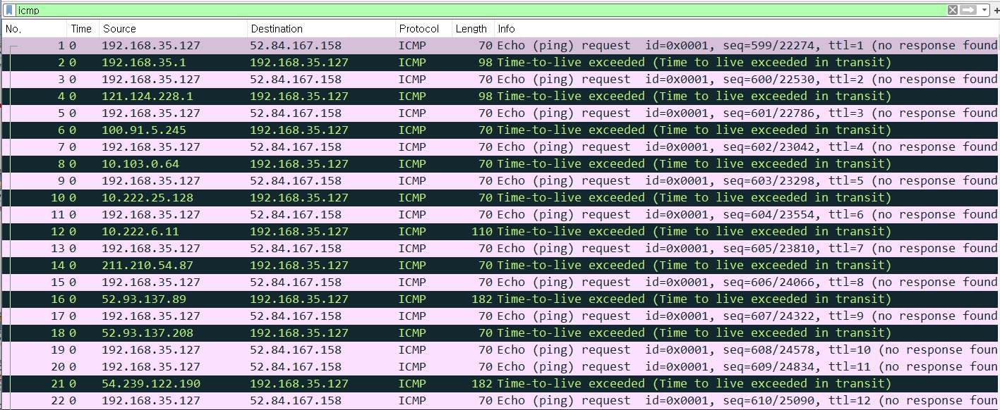 icmp
No. Time Source Destination Protocol Length Info
1 0 192.168.35.127 52.84.167.158 ICMP 70 Echo (ping) request id=0x0001, seq=599/22274, ttl=1 (no response found
2 0 192.168.35.1 192.168.35.127 ICMP 98 Time-to-live exceeded (Time to live exceeded in transit)
3 0 192.168.35.127 52.84.167.158 ICMP 70 Echo (ping) request id=0x0001, seq=600/22530, ttl=2 (no response found
4 0 121.124.228.1 192.168.35.127 ICMP 98 Time-to-live exceeded (Time to live exceeded in transit)
5 0 192.168.35.127 52.84.167.158 ICMP 70 Echo (ping) request id=0x0001, seq=601/22786, ttl=3 (no response found
6 0 100.91.5.245 192.168.35.127 ICMP 70 Time-to-live exceeded (Time to live exceeded in transit)
7 0 192.168.35.127 52.84.167.158 ICMP 70 Echo (ping) request id=0x0001, seq=602/23042, ttl=4 (no response found
8 0 10.103.0.64 192.168.35.127 ICMP 70 Time-to-live exceeded (Time to live exceeded in transit)
9 0 192.168.35.127 52.84.167.158 ICMP 70 Echo (ping) request id=0x0001, seq=603/23298, ttl=5 (no response found
10 0 10.222.25.128 192.168.35.127 ICMP 70 Time-to-live exceeded (Time to live exceeded in transit)
11 0 192.168.35.127 52.84.167.158 ICMP 70 Echo (ping) request id=0x0001, seq=604/23554, ttl=6 (no response found
12 0 10.222.6.11 192.168.35.127 ICMP 110 Time-to-live exceeded (Time to live exceeded in transit)
13 0 192.168.35.127 52.84.167.158 ICMP 70 Echo (ping) request id=0x0001, seq=605/23810, ttl=7 (no response found
14 0 211.210.54.87 192.168.35.127 ICMP 70 Time-to-live exceeded (Time to live exceeded in transit)
15 0 192.168.35.127 52.84.167.158 ICMP 70 Echo (ping) request id=0x0001, seq=606/24066, ttl=8 (no response found
16 0 52.93.137.89 192.168.35.127 ICMP 182 Time-to-live exceeded (Time to live exceeded in transit)
17 0 192.168.35.127 52.84.167.158 ICMP 70 Echo (ping) request id=0x0001, seq=607/24322, ttl=9 (no response found
18 0 52.93.137.208 192.168.35.127 ICMP 70 Time-to-live exceeded (Time to live exceeded in transit)
19 0 192.168.35.127 52.84.167.158 ICMP 70 Echo (ping) request id=0x0001, seq=608/24578, ttl=10 (no response foun
20 0 192.168.35.127 52.84.167.158 ICMP 70 Echo (ping) request id=0x0001, seq=609/24834, ttl=11 (no response foun
21 0 54.239.122.190 192.168.35.127 ICMP 182 Time-to-live exceeded (Time to live exceeded in transit)
22 0 192.168.35.127 52.84.167.158 ICMP 70 Echo (ping) request id=0x0001, seq=610/25090, ttl=12 (no response foun